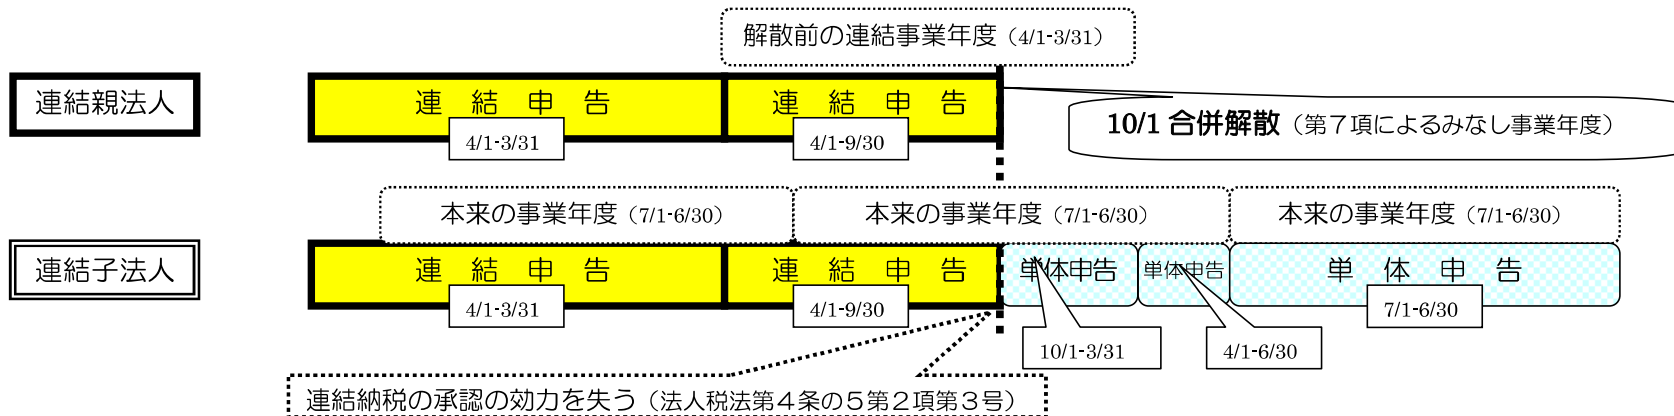 解散前の連結事業年度（4/1-3/31）
連結親法人
連結申告
連結申告
4/1-3/31
4/1-9/30
10/1 合併解散（第７項によるみなし事業年度）
本来の事業年度（7/1-6/30）
本来の事業年度（7/1-6/30）
本来の事業年度（7/1-6/30）
連結子法人
連結申告
連結申告
単体申告
単体申告
単体申告
4/1-3/31
4/1-9/30
7/1-6/30
10/1-3/31
4/1-6/30
連結納税の承認の効力を失う（法人税法第４条の５第２項第３号）